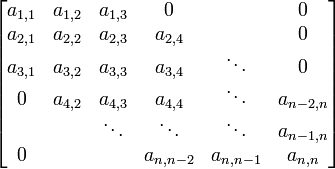 a_{1,1} a_{1,2} a_{1,3} 0 0
a_{2,1} a_{2,2} a_{2,3} a_{2,4} 0
a_{3,1} a_{3,2} a_{3,3} a_{3,4} ⋱ 0
0 a_{4,2} a_{4,3} a_{4,4} ⋱ a_{n-2,n}
⋱ ⋱ ⋱ a_{n-1,n}
0 a_{n,n-2} a_{n,n-1} a_{n,n}